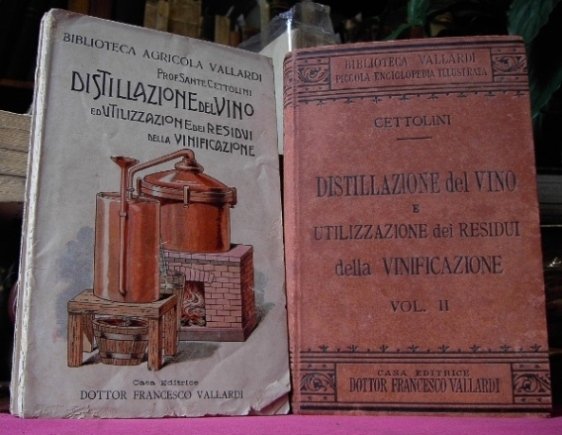 BIBLIOTECA AGRICOLA VALLARDI
PROF. SANTE CETTOLINI
DISTILLAZIONE DEL VINO
ED UTILIZZAZIONE DEI RESIDUI
DELLA VINIFICAZIONE
Casa Editrice
DOTTOR FRANCESCO VALLARDI
BIBLIOTECA VALLARDI
PICCOLA ENCICLOPEDIA ILLUSTRATA
CETTOLINI
DISTILLAZIONE del VINO
E
UTILIZZAZIONE dei RESIDUI
della VINIFICAZIONE
VOL. II
CASA EDITRICE
DOTTOR FRANCESCO VALLARDI